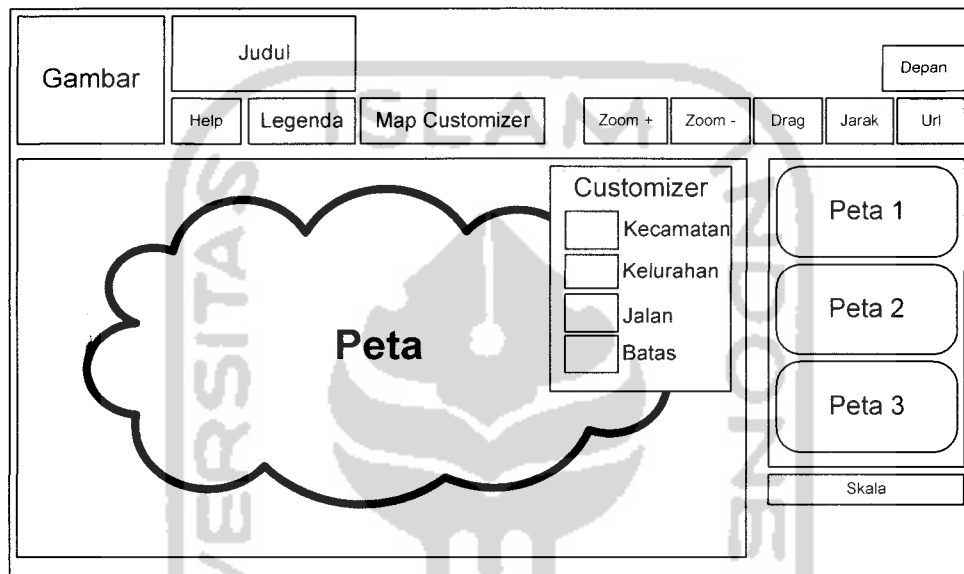 Gambar
Judul
Depan
Help
Legenda
Map Customizer
Zoom +
Zoom -
Drag
Jarak
Url
Customizer
Kecamatan
Kelurahan
Jalan
Batas
Peta
Peta 1
Peta 2
Peta 3
Skala
ISLAM